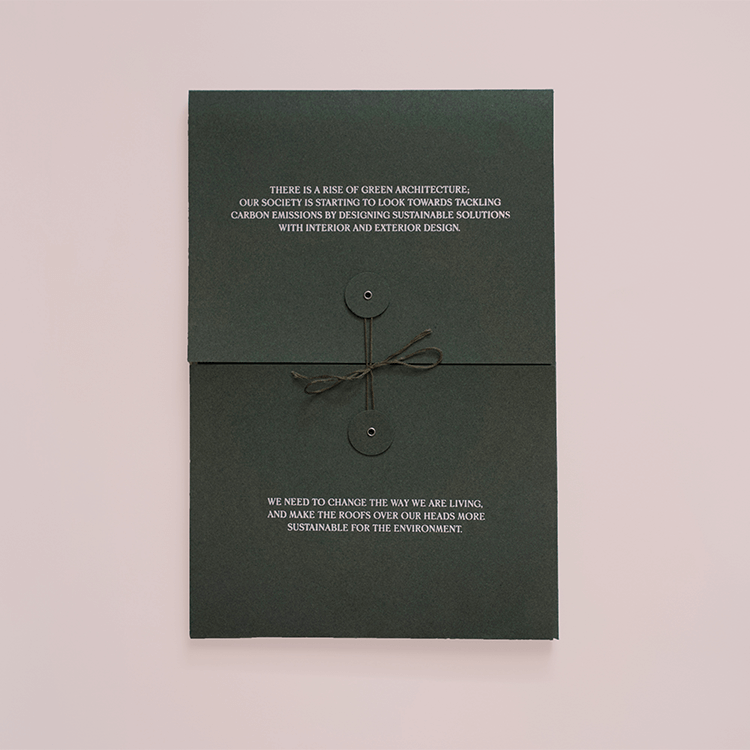 THERE IS A RISE OF GREEN ARCHITECTURE;
OUR SOCIETY IS STARTING TO LOOK TOWARDS TACKLING
CARBON EMISSIONS BY DESIGNING SUSTAINABLE SOLUTIONS
WITH INTERIOR AND EXTERIOR DESIGN.
WE NEED TO CHANGE THE WAY WE ARE LIVING,
AND MAKE THE ROOFS OVER OUR HEADS MORE
SUSTAINABLE FOR THE ENVIRONMENT.